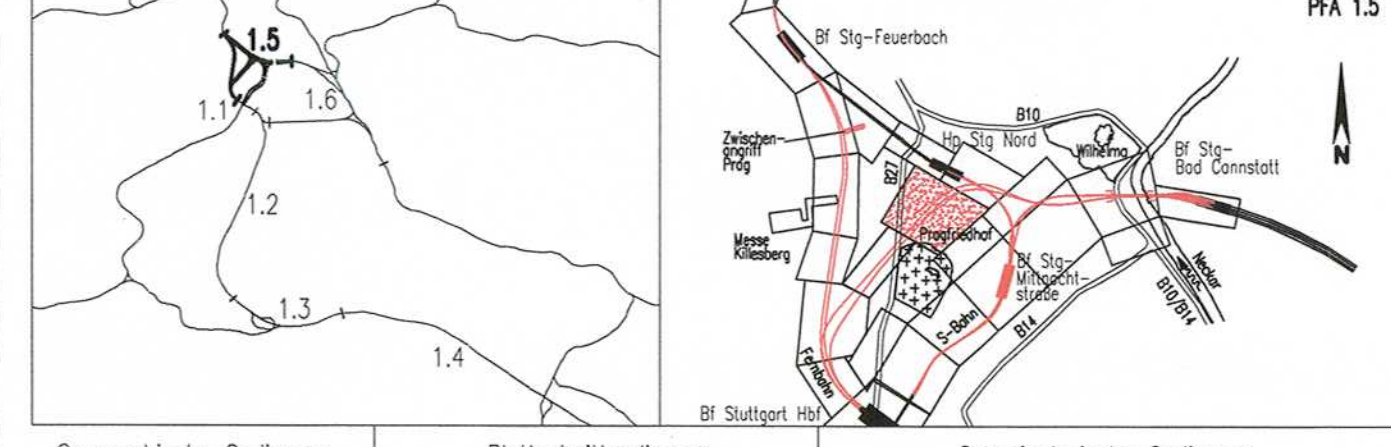 PFA 1.5
1.5
1.1
1.6
1.2
1.3
1.4
Bf Stg-Feuerbach
B10
Zwischen-
angriff
Prag
Hp Stg Nord
Wilhelma
Bf Stg-
Bad Cannstatt
N
B27
Messe
Killesberg
Pragfriedhof
Bf Stg-
Mittnacht-
straße
Neckar
B10/B14
S-Bahn
B14
Fernbahn
Bf Stuttgart Hbf